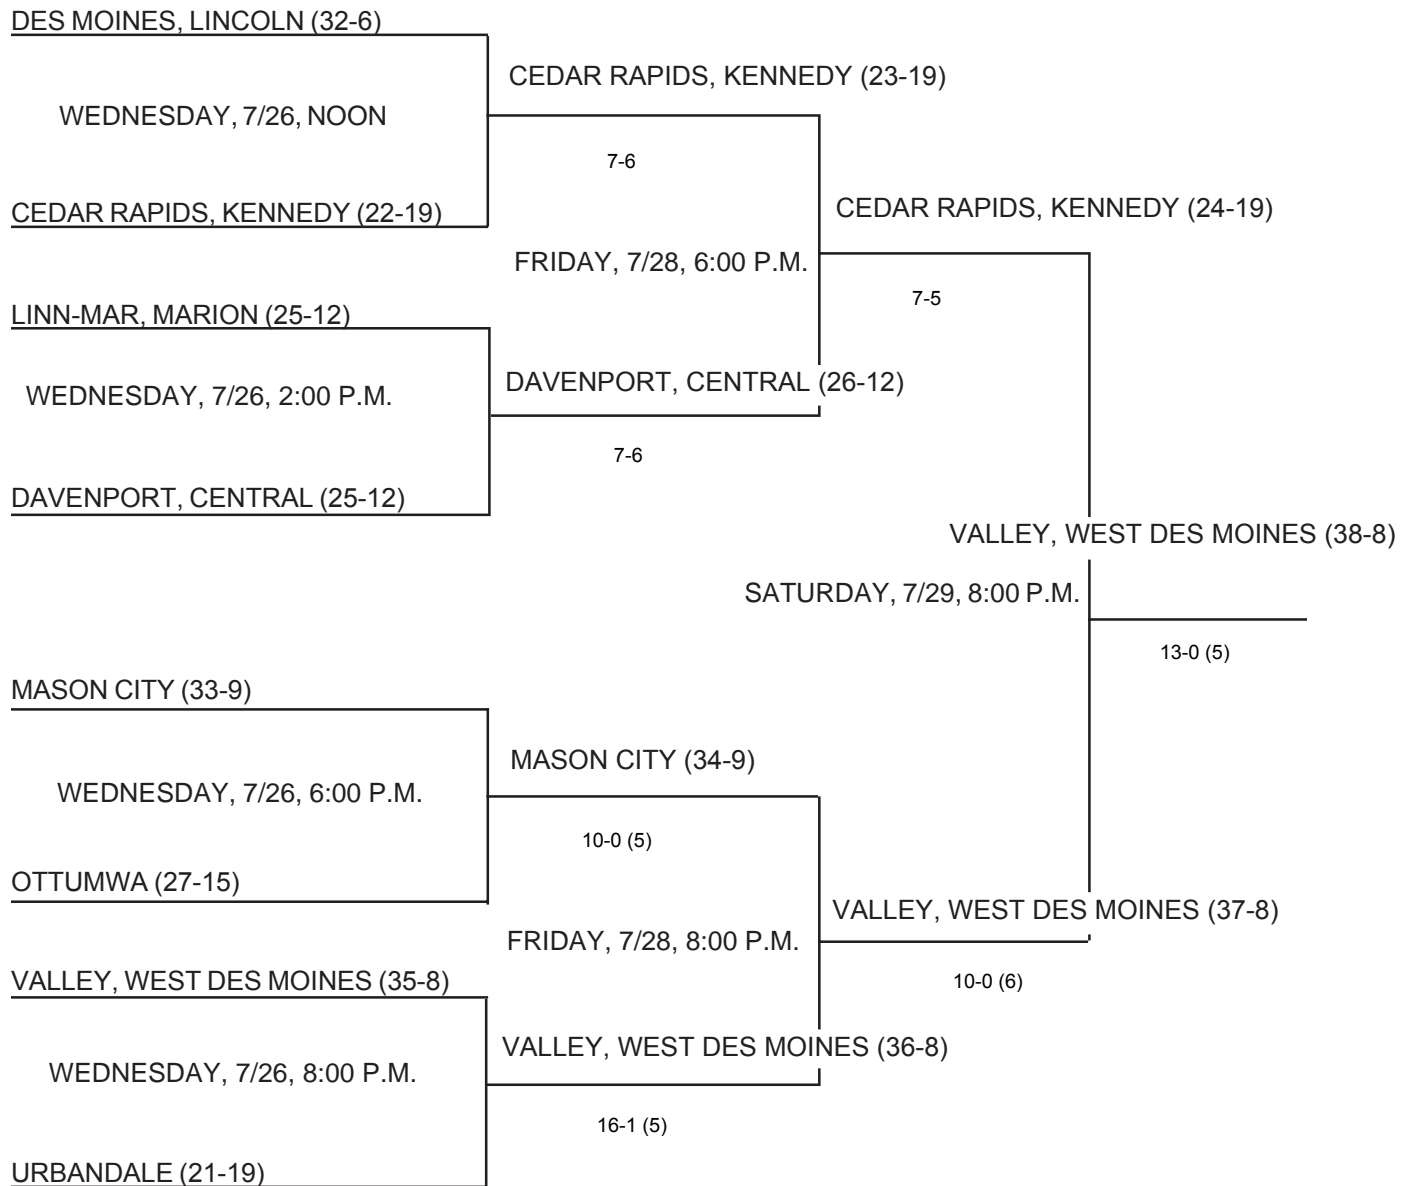 DES MOINES, LINCOLN (32-6)
CEDAR RAPIDS, KENNEDY (23-19)
WEDNESDAY, 7/26, NOON
7-6
CEDAR RAPIDS, KENNEDY (22-19)
CEDAR RAPIDS, KENNEDY (24-19)
FRIDAY, 7/28, 6:00 P.M.
7-5
LINN-MAR, MARION (25-12)
DAVENPORT, CENTRAL (26-12)
WEDNESDAY, 7/26, 2:00 P.M.
7-6
DAVENPORT, CENTRAL (25-12)
VALLEY, WEST DES MOINES (38-8)
SATURDAY, 7/29, 8:00 P.M.
13-0 (5)
MASON CITY (33-9)
MASON CITY (34-9)
WEDNESDAY, 7/26, 6:00 P.M.
10-0 (5)
OTTUMWA (27-15)
VALLEY, WEST DES MOINES (37-8)
FRIDAY, 7/28, 8:00 P.M.
10-0 (6)
VALLEY, WEST DES MOINES (35-8)
VALLEY, WEST DES MOINES (36-8)
WEDNESDAY, 7/26, 8:00 P.M.
16-1 (5)
URBANDALE (21-19)